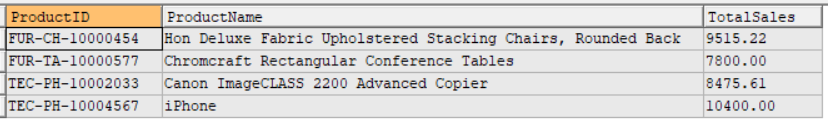 ProductID ProductName TotalSales
FUR-CH-10000454 Hon Deluxe Fabric Upholstered Stacking Chairs, Rounded Back 9515.22
FUR-TA-10000577 Chromcraft Rectangular Conference Tables 7800.00
TEC-PH-10002033 Canon ImageCLASS 2200 Advanced Copier 8475.61
TEC-PH-10004567 iPhone 10400.00